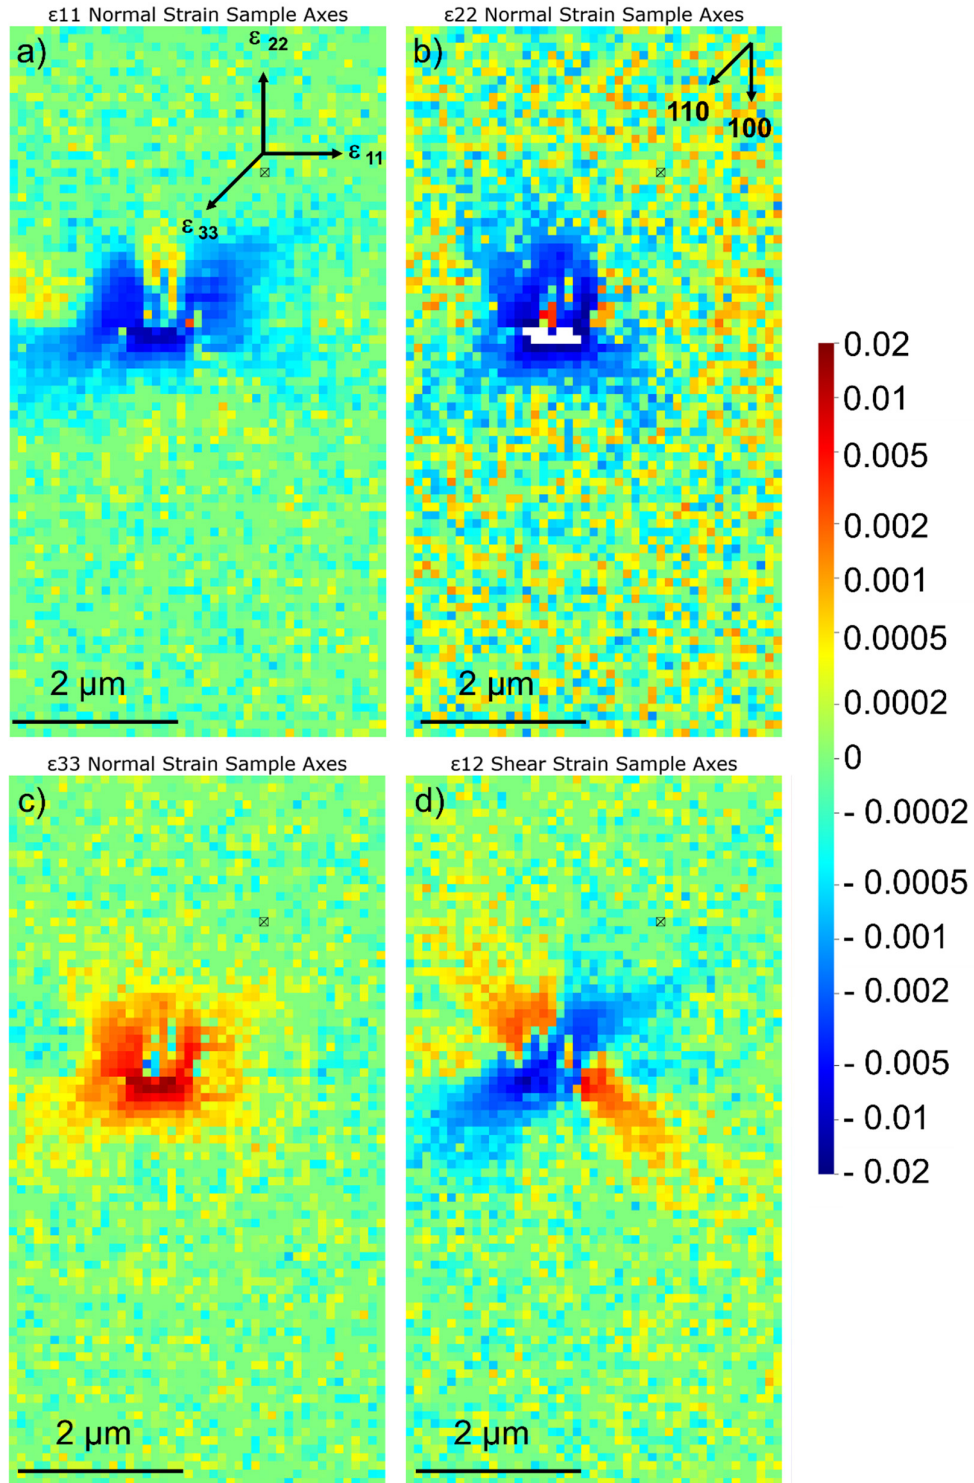 ε11 Normal Strain Sample Axes
ε22 Normal Strain Sample Axes
a)
ε 22
ε 11
ε 33
2 µm
b)
110
100
2 µm
ε33 Normal Strain Sample Axes
ε12 Shear Strain Sample Axes
c)
2 µm
d)
2 µm
0.02
0.01
0.005
0.002
0.001
0.0005
0.0002
0
- 0.0002
- 0.0005
- 0.001
- 0.002
- 0.005
- 0.01
- 0.02